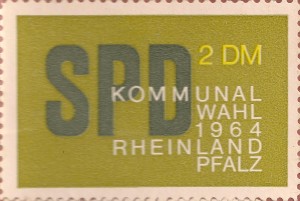 SPD 2 DM
KOMMUNAL
WAHL
1964
RHEINLAND
PFALZ